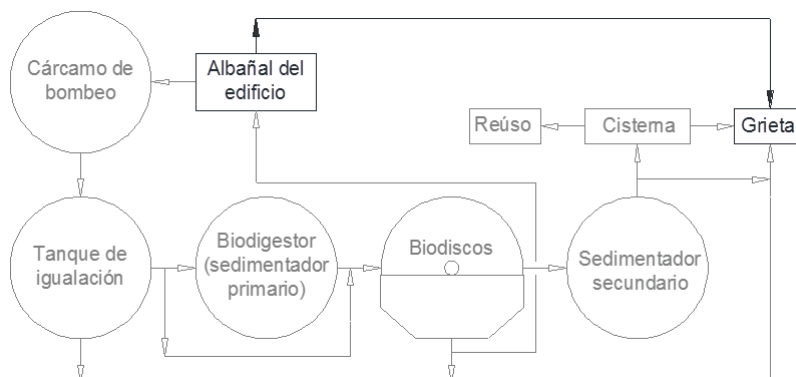 Cárcamo de
bombeo
Albañal del
edificio
Reúso
Cisterna
Grieta
Tanque de
igualación
Biodigestor
(sedimentador
primario)
Biodiscos
Sedimentador
secundario